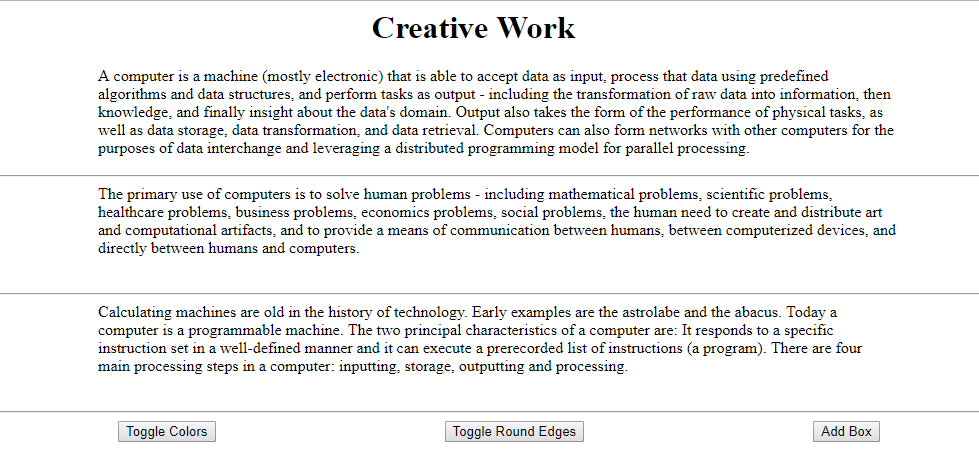 Creative Work
A computer is a machine (mostly electronic) that is able to accept data as input, process that data using predefined
algorithms and data structures, and perform tasks as output - including the transformation of raw data into information, then
knowledge, and finally insight about the data's domain. Output also takes the form of the performance of physical tasks, as
well as data storage, data transformation, and data retrieval. Computers can also form networks with other computers for the
purposes of data interchange and leveraging a distributed programming model for parallel processing.
The primary use of computers is to solve human problems - including mathematical problems, scientific problems,
healthcare problems, business problems, economics problems, social problems, the human need to create and distribute art
and computational artifacts, and to provide a means of communication between humans, between computerized devices, and
directly between humans and computers.
Calculating machines are old in the history of technology. Early examples are the astrolabe and the abacus. Today a
computer is a programmable machine. The two principal characteristics of a computer are: It responds to a specific
instruction set in a well-defined manner and it can execute a prerecorded list of instructions (a program). There are four
main processing steps in a computer: inputting, storage, outputting and processing.
Toggle Colors Toggle Round Edges Add Box